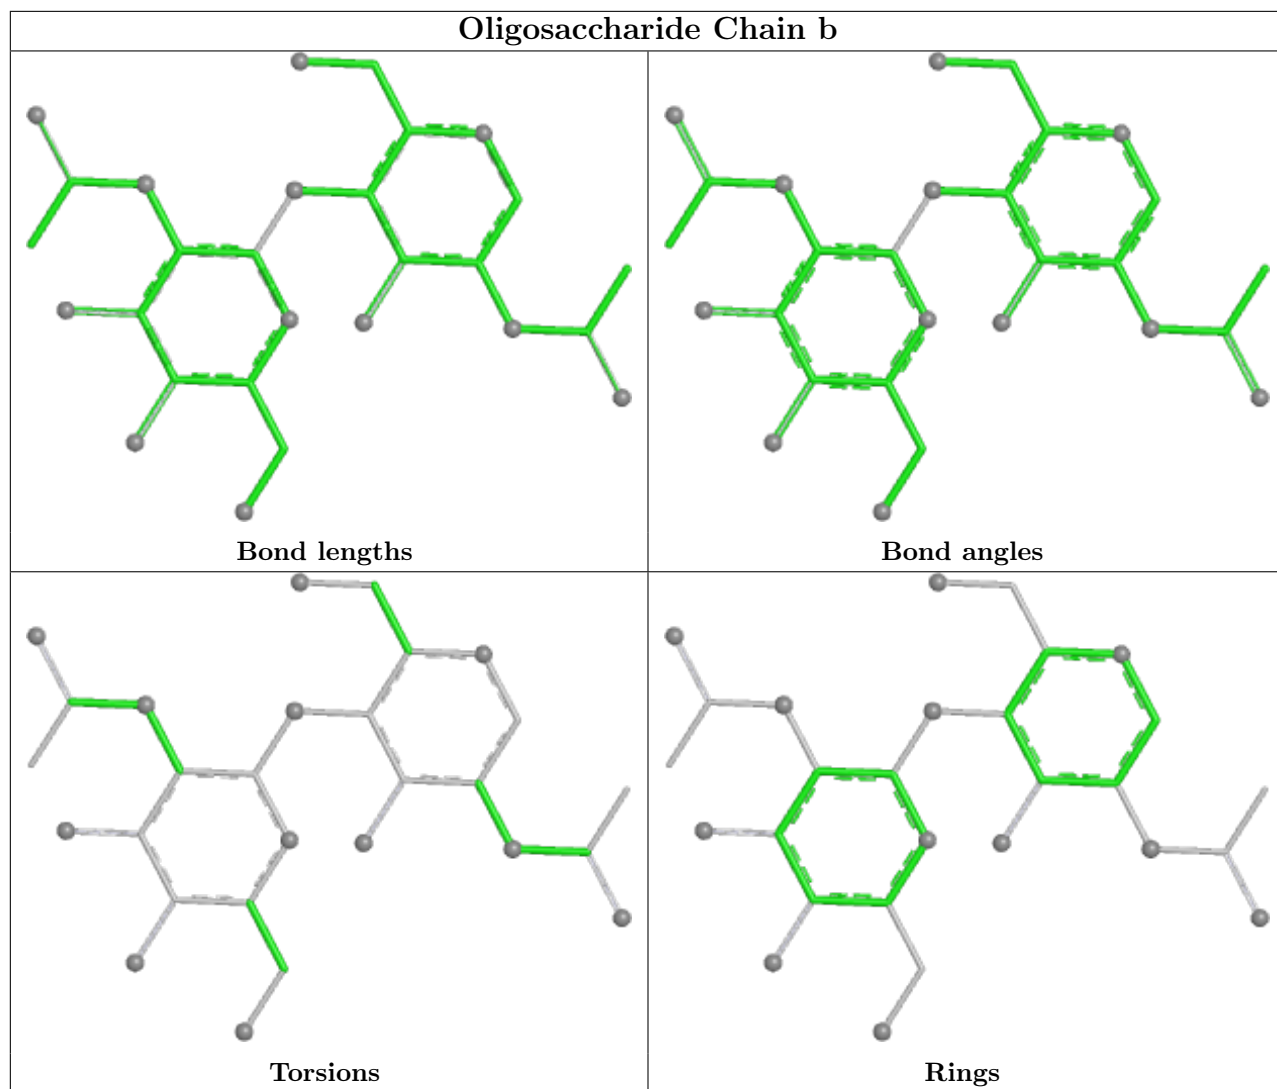 Oligosaccharide Chain b
Bond lengths
Bond angles
Torsions
Rings